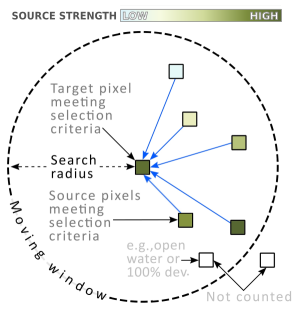 SOURCE STRENGTH LOW HIGH
Target pixel
meeting
selection
criteria
Search
radius
Source pixels
meeting
selection
criteria
Moving window
e.g.,open
water or
100% dev.
Not counted